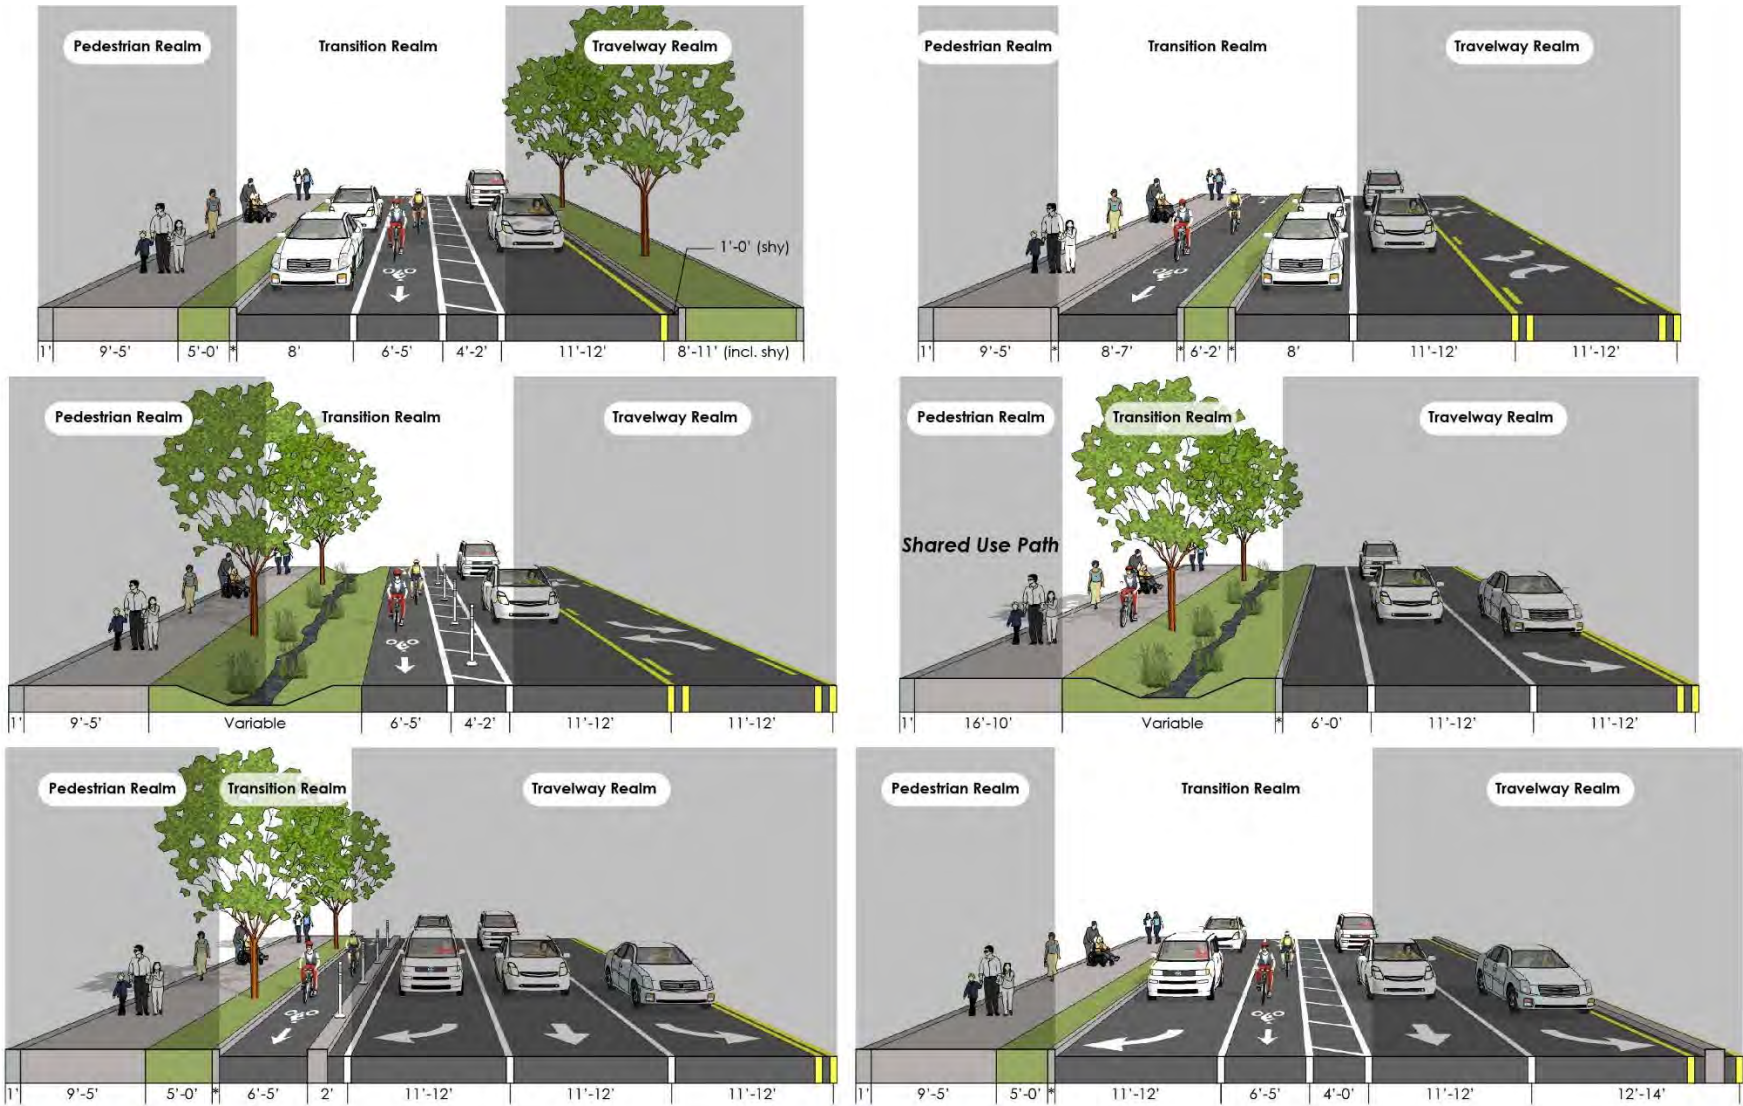 Pedestrian Realm Transition Realm Travelway Realm
1'-0' (shy)
1' 9'-5' 5'-0' * 8' 6'-5' 4'-2' 11'-12' 8'-11' (incl. shy)
Pedestrian Realm Transition Realm Travelway Realm
1' 9'-5' * 8'-7' * 6'-2' * 8' 11'-12' 11'-12'
Pedestrian Realm Transition Realm Travelway Realm
1' 9'-5' Variable 6'-5' 4'-2' 11'-12' 11'-12'
Pedestrian Realm Transition Realm Travelway Realm
Shared Use Path
1' 16'-10' Variable * 6'-0' 11'-12' 11'-12'
Pedestrian Realm Transition Realm Travelway Realm
1' 9'-5' 5'-0' * 6'-5' 2' 11'-12' 11'-12' 11'-12'
Pedestrian Realm Transition Realm Travelway Realm
1' 9'-5' 5'-0' * 11'-12' 6'-5' 4'-0' 11'-12' 12'-14'